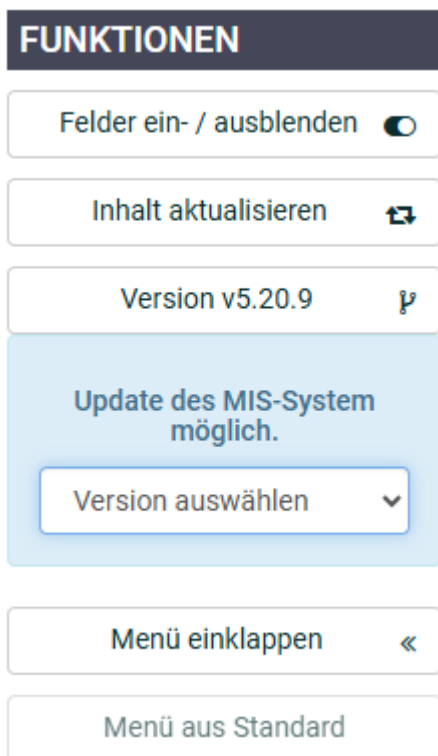 FUNKTIONEN
Felder ein- / ausblenden
Inhalt aktualisieren
Version v5.20.9
Update des MIS-System
möglich.
Version auswählen
Menü einklappen
Menü aus Standard